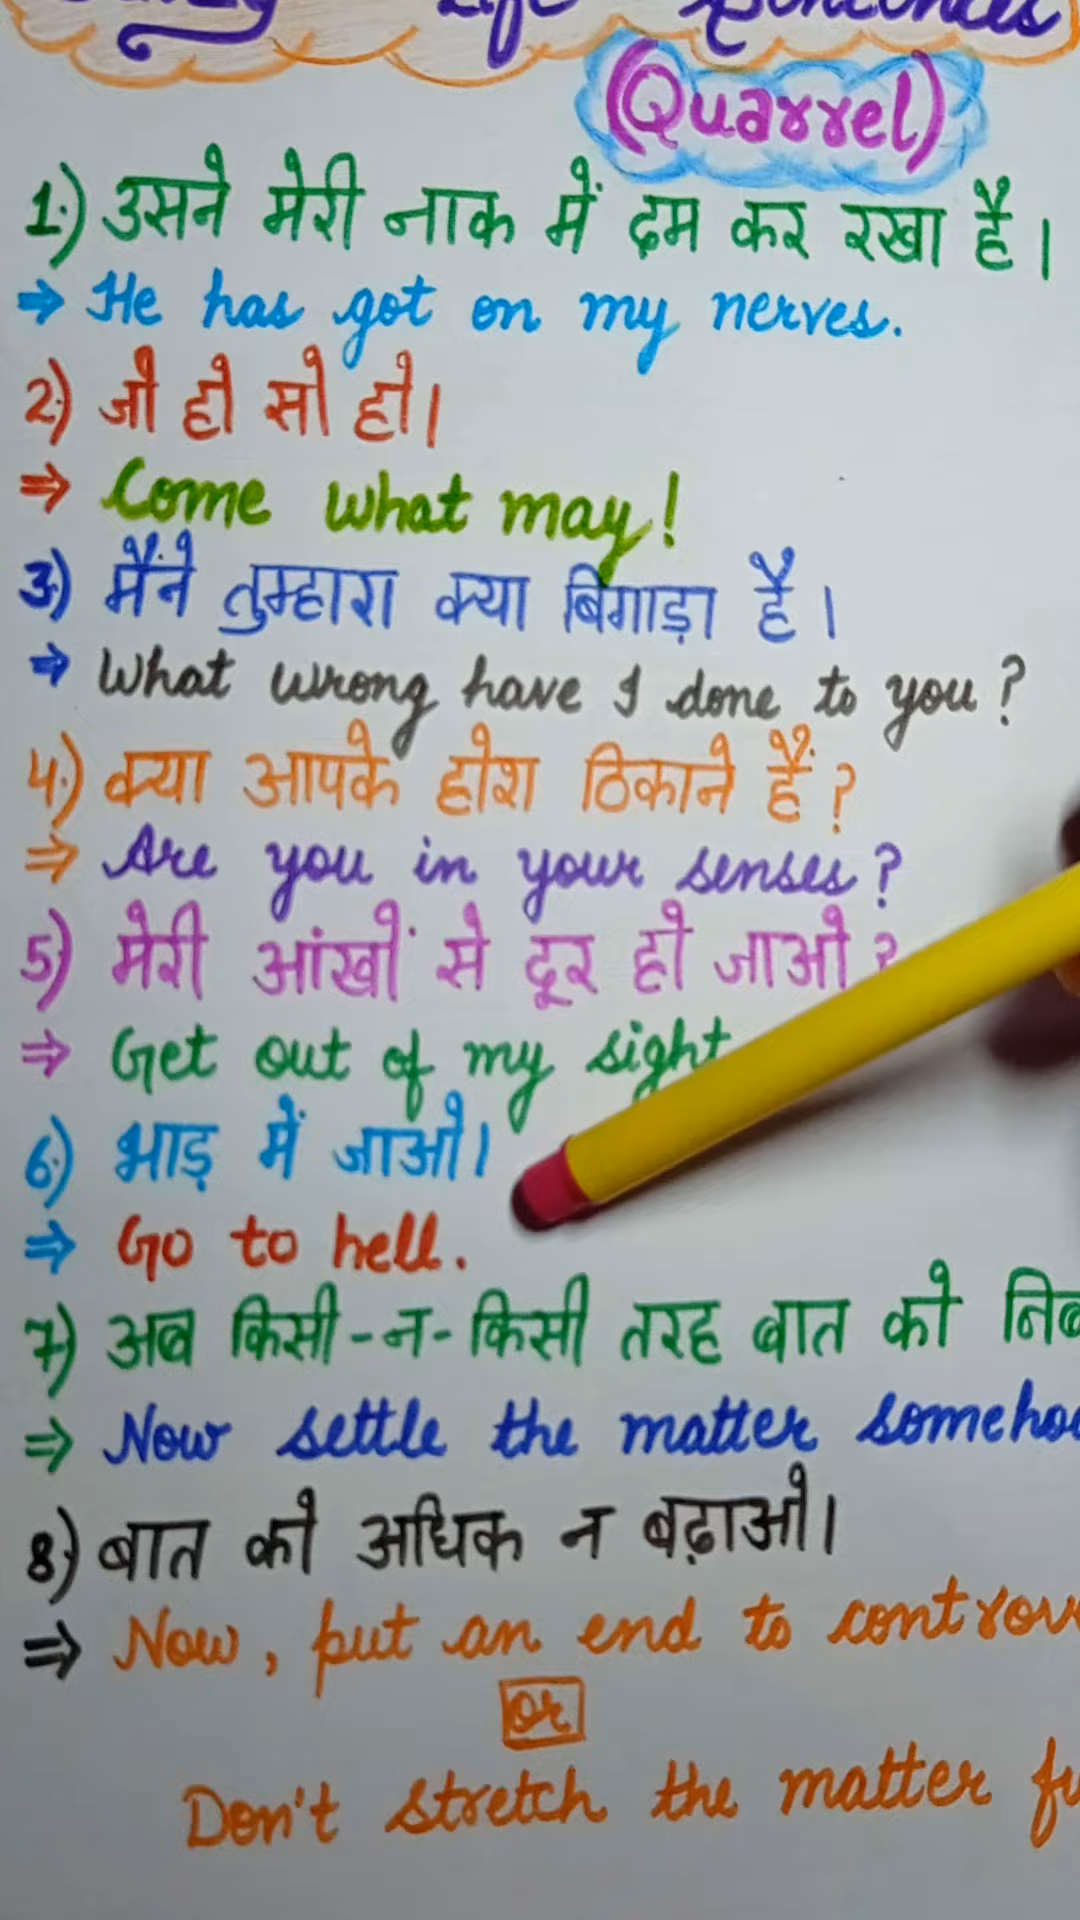 Life Sentences
(Quarrel)
1.) उसने मेरी नाक में दम कर रखा है।
⇒ He has got on my nerves.
2.) जो हो सो हो।
⇒ Come what may!
3) मैंने तुम्हारा क्या बिगाड़ा है।
⇒ What wrong have I done to you?
4.) क्या आपके होश ठिकाने हैं?
⇒ Are you in your senses?
5) मेरी आंखों से दूर हो जाओ?
⇒ Get out of my sight
6.) भाड़ में जाओ।
⇒ Go to hell.
7) अब किसी-न-किसी तरह बात को
⇒ Now settle the matter
8.) बात को अधिक न बढ़ाओ।
⇒ Now, put an end to
or
Don't stretch the matter